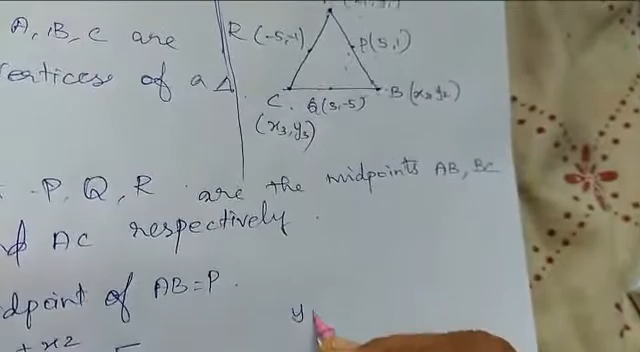 A, B, C are
vertices of a Δ
R (-5,-1)
P(5,1)
C
Q(3,-5)
B (x2, y2)
(x3, y3)
P, Q, R are the midpoints AB, BC
AC respectively.
of AB=P.
+ x2
y